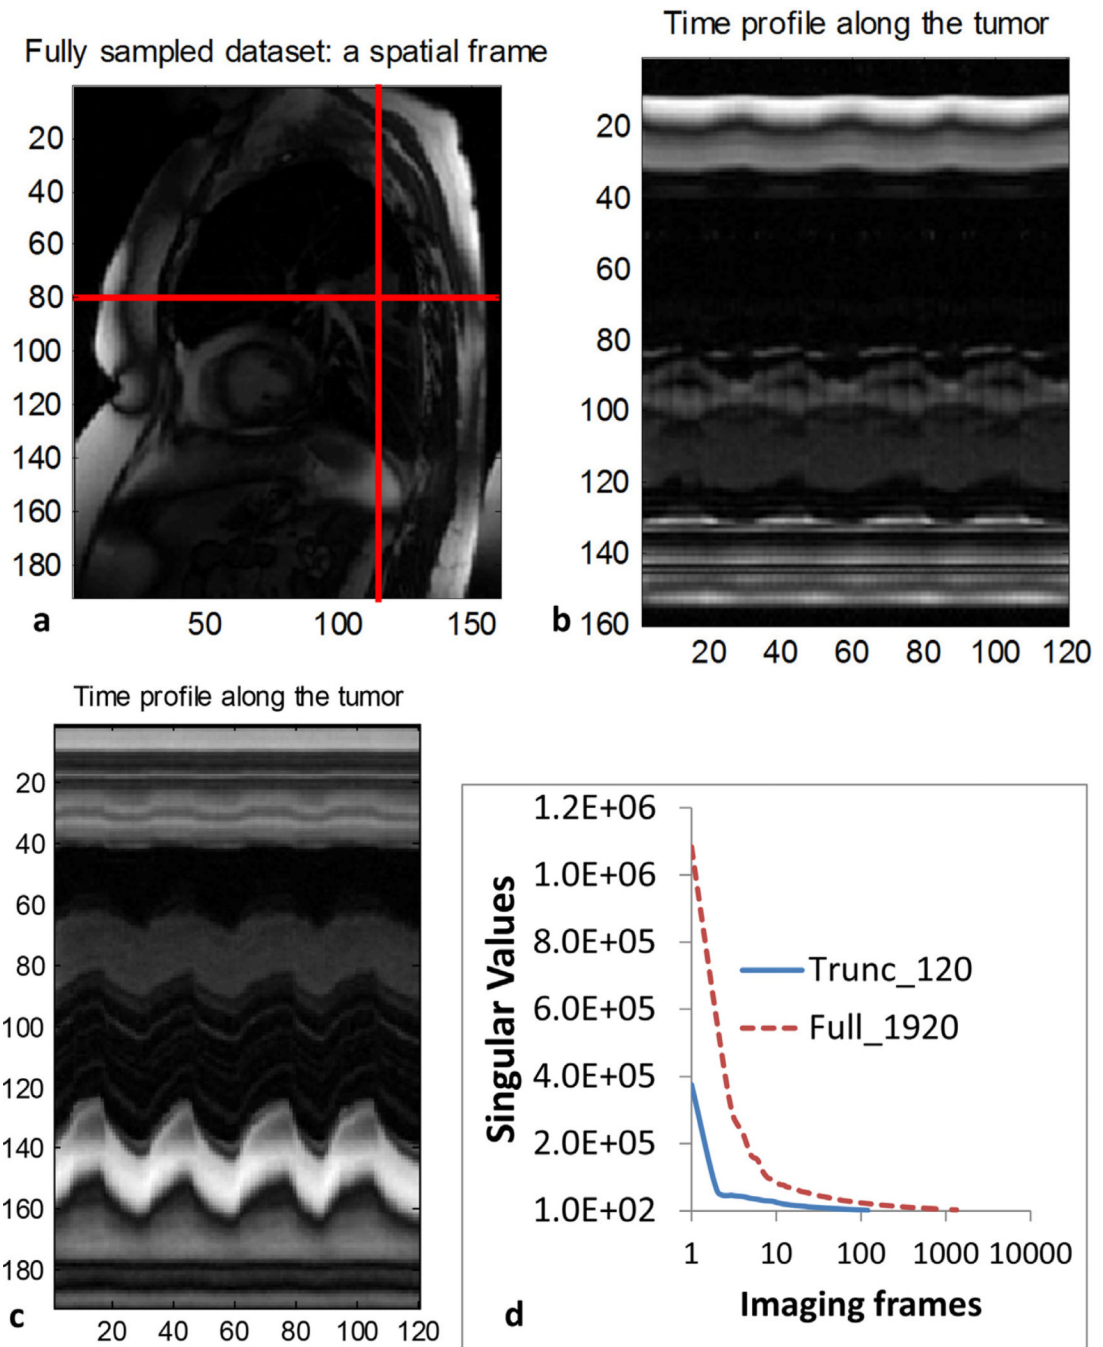 Fully sampled dataset: a spatial frame
20
40
60
80
100
120
140
160
180
50 100 150
a
Time profile along the tumor
20
40
60
80
100
120
140
160
20 40 60 80 100 120
b
Time profile along the tumor
20
40
60
80
100
120
140
160
180
20 40 60 80 100 120
c
Singular Values
1.2E+06
1.0E+06
8.0E+05
6.0E+05
4.0E+05
2.0E+05
1.0E+02
Trunc_120
Full_1920
1 10 100 1000 10000
Imaging frames
d